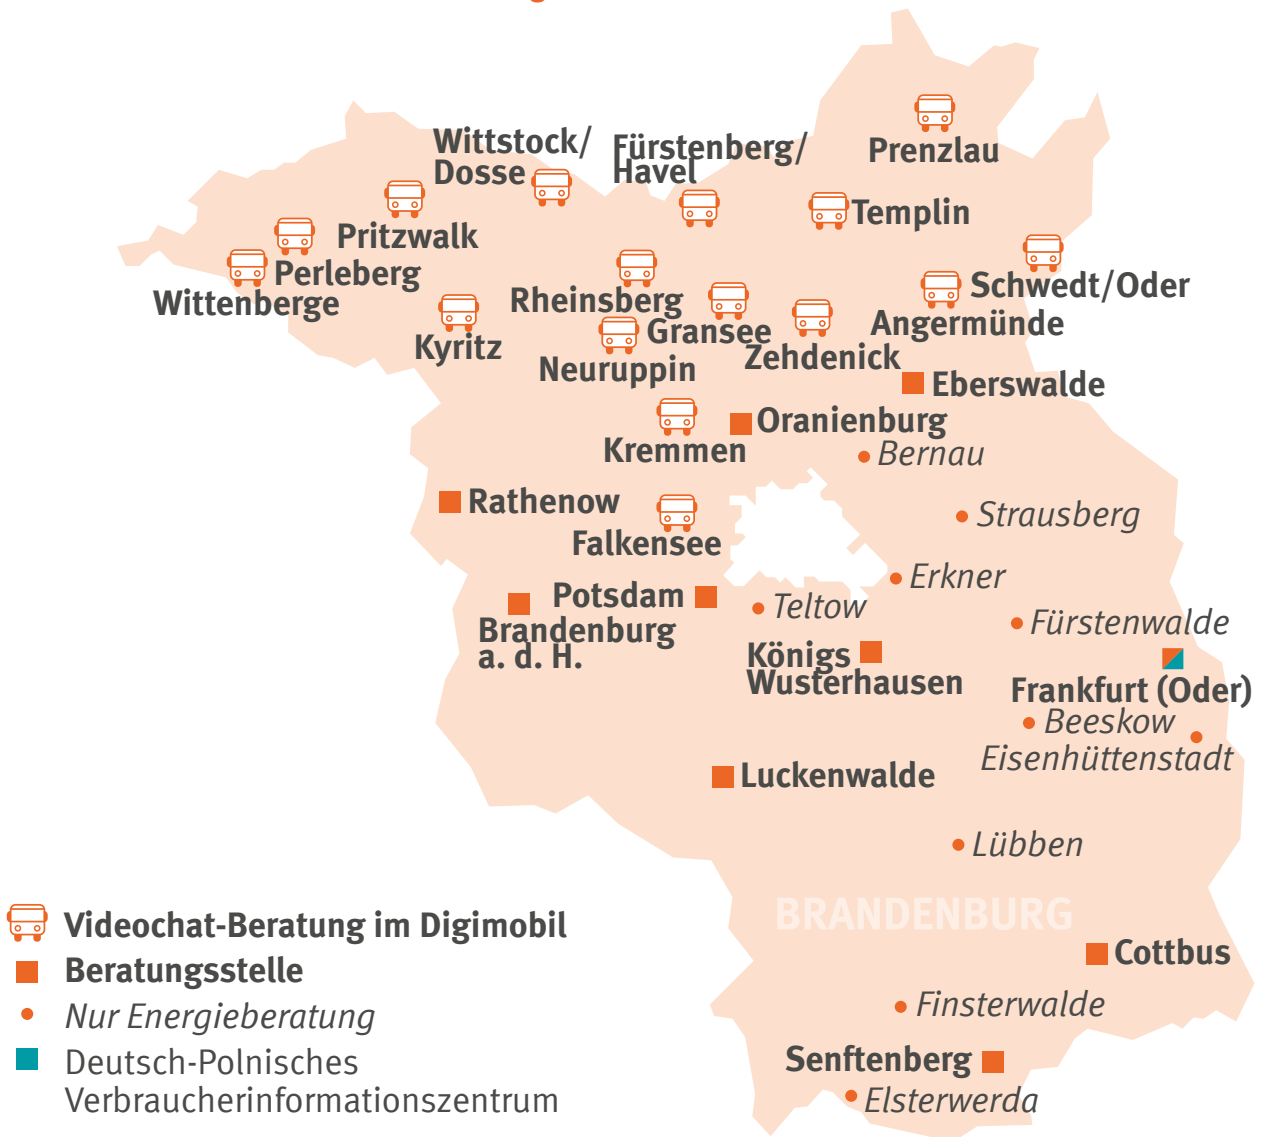 Prenzlau
Wittstock/
Dosse
Fürstenberg/
Havel
Templin
Pritzwalk
Perleberg
Wittenberge
Schwedt/Oder
Rheinsberg
Gransee
Angermünde
Kyritz
Neuruppin
Zehdenick
Eberswalde
Oranienburg
Kremmen
Bernau
Rathenow
Strausberg
Falkensee
Erkner
Potsdam
Teltow
Fürstenwalde
Brandenburg
a. d. H.
Königs
Wusterhausen
Frankfurt (Oder)
Beeskow
Eisenhüttenstadt
Luckenwalde
Lübben
BRANDENBURG
Cottbus
Finsterwalde
Senftenberg
Elsterwerda
Videochat-Beratung im Digimobil
Beratungsstelle
Nur Energieberatung
Deutsch-Polnisches
Verbraucherinformationszentrum